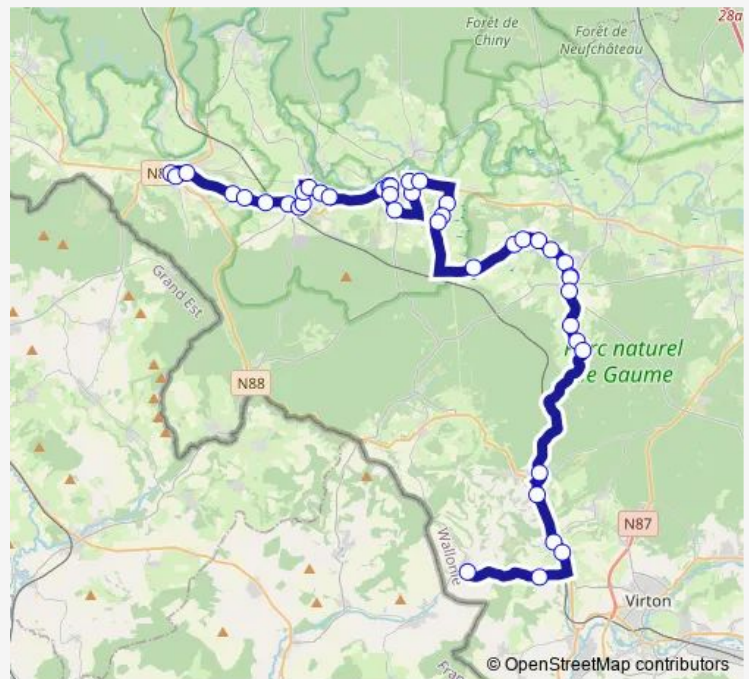 28a
Forêt de
Chiny
Forêt de
Neufchâteau
N8
Grand Est
Parc naturel
de Gaume
N88
N87
Wallonie
Virton
© OpenStreetMap contributors